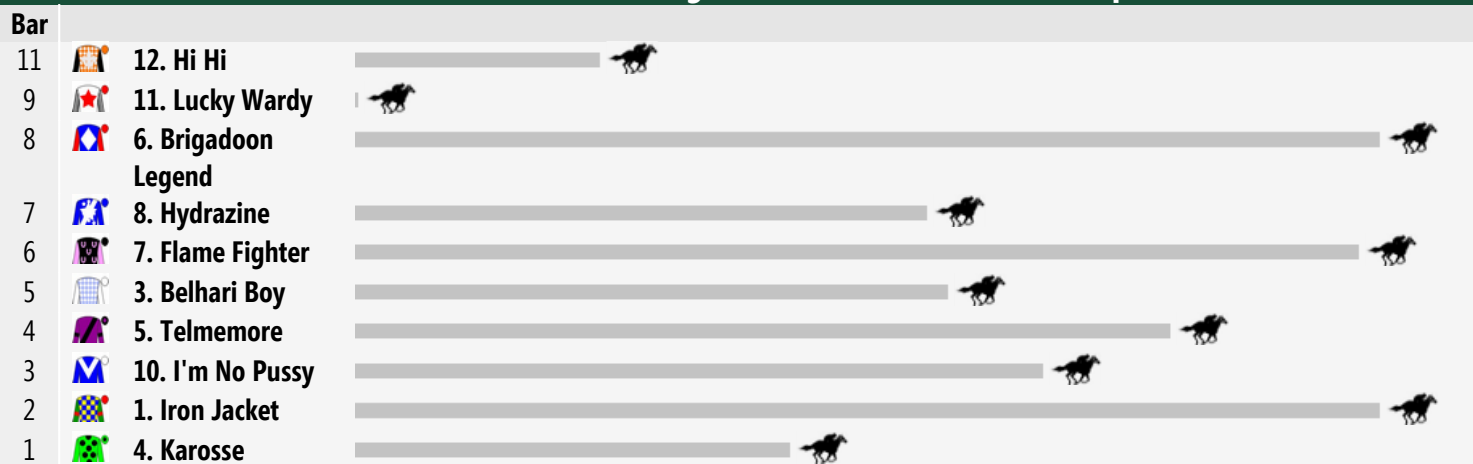 Bar
11 12. Hi Hi
9 11. Lucky Wardy
8 6. Brigadoon
Legend
7 8. Hydrazine
6 7. Flame Fighter
5 3. Belhari Boy
4 5. Telmemore
3 10. I'm No Pussy
2 1. Iron Jacket
1 4. Karosse